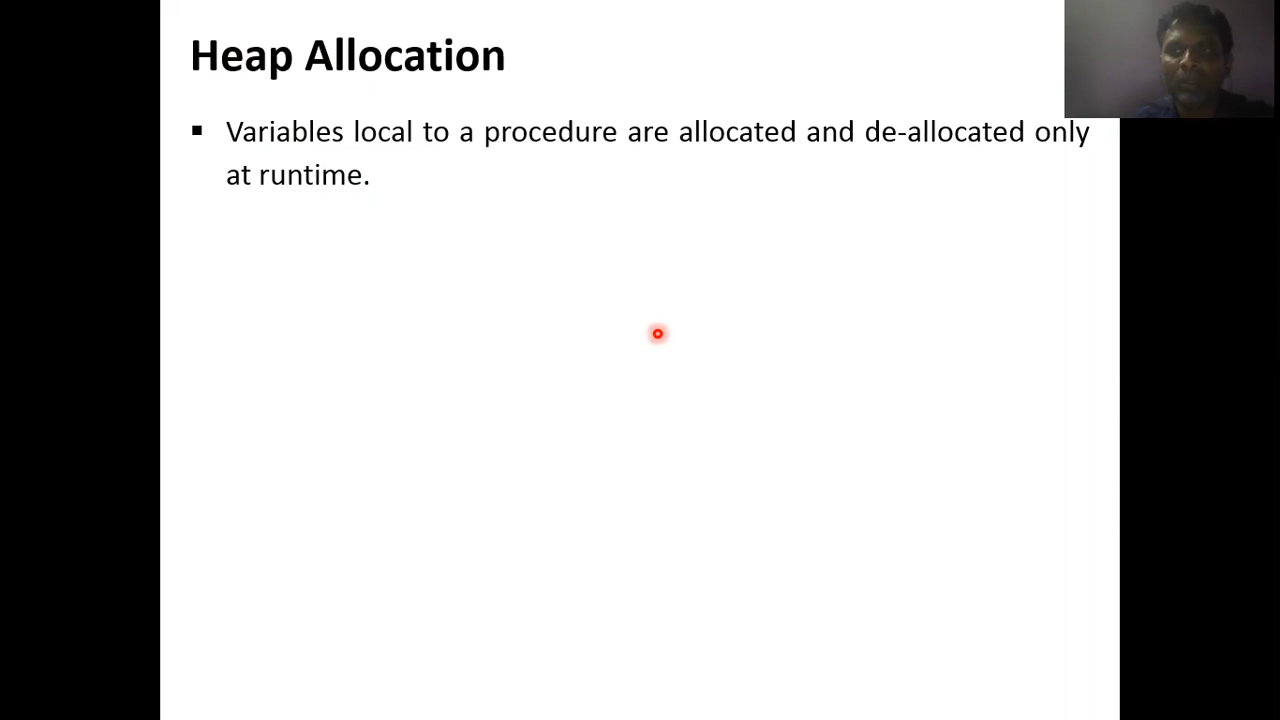 Heap Allocation
▪ Variables local to a procedure are allocated and de-allocated only
at runtime.